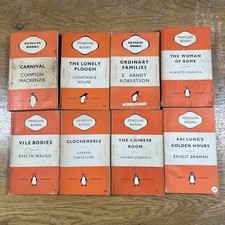 PENGUIN
BOOKS
CARNIVAL
COMPTON
MACKENZIE
PENGUIN
BOOKS
THE LONELY
PLOUGH
CONSTANCE
HOLME
PENGUIN
BOOKS
ORDINARY
FAMILIES
E. ARNOT
ROBERTSON
PENGUIN
BOOKS
THE WOMAN
OF ROME
ALBERTO MORAVIA
PENGUIN
BOOKS
VILE BODIES
EVELYN WAUGH
PENGUIN
BOOKS
CLOCHEMERLE
GABRIEL
CHEVALLIER
PENGUIN
BOOKS
THE CHINESE
ROOM
VIVIAN CONNELL
PENGUIN
BOOKS
KAI LUNG'S
GOLDEN HOURS
ERNEST BRAMAH